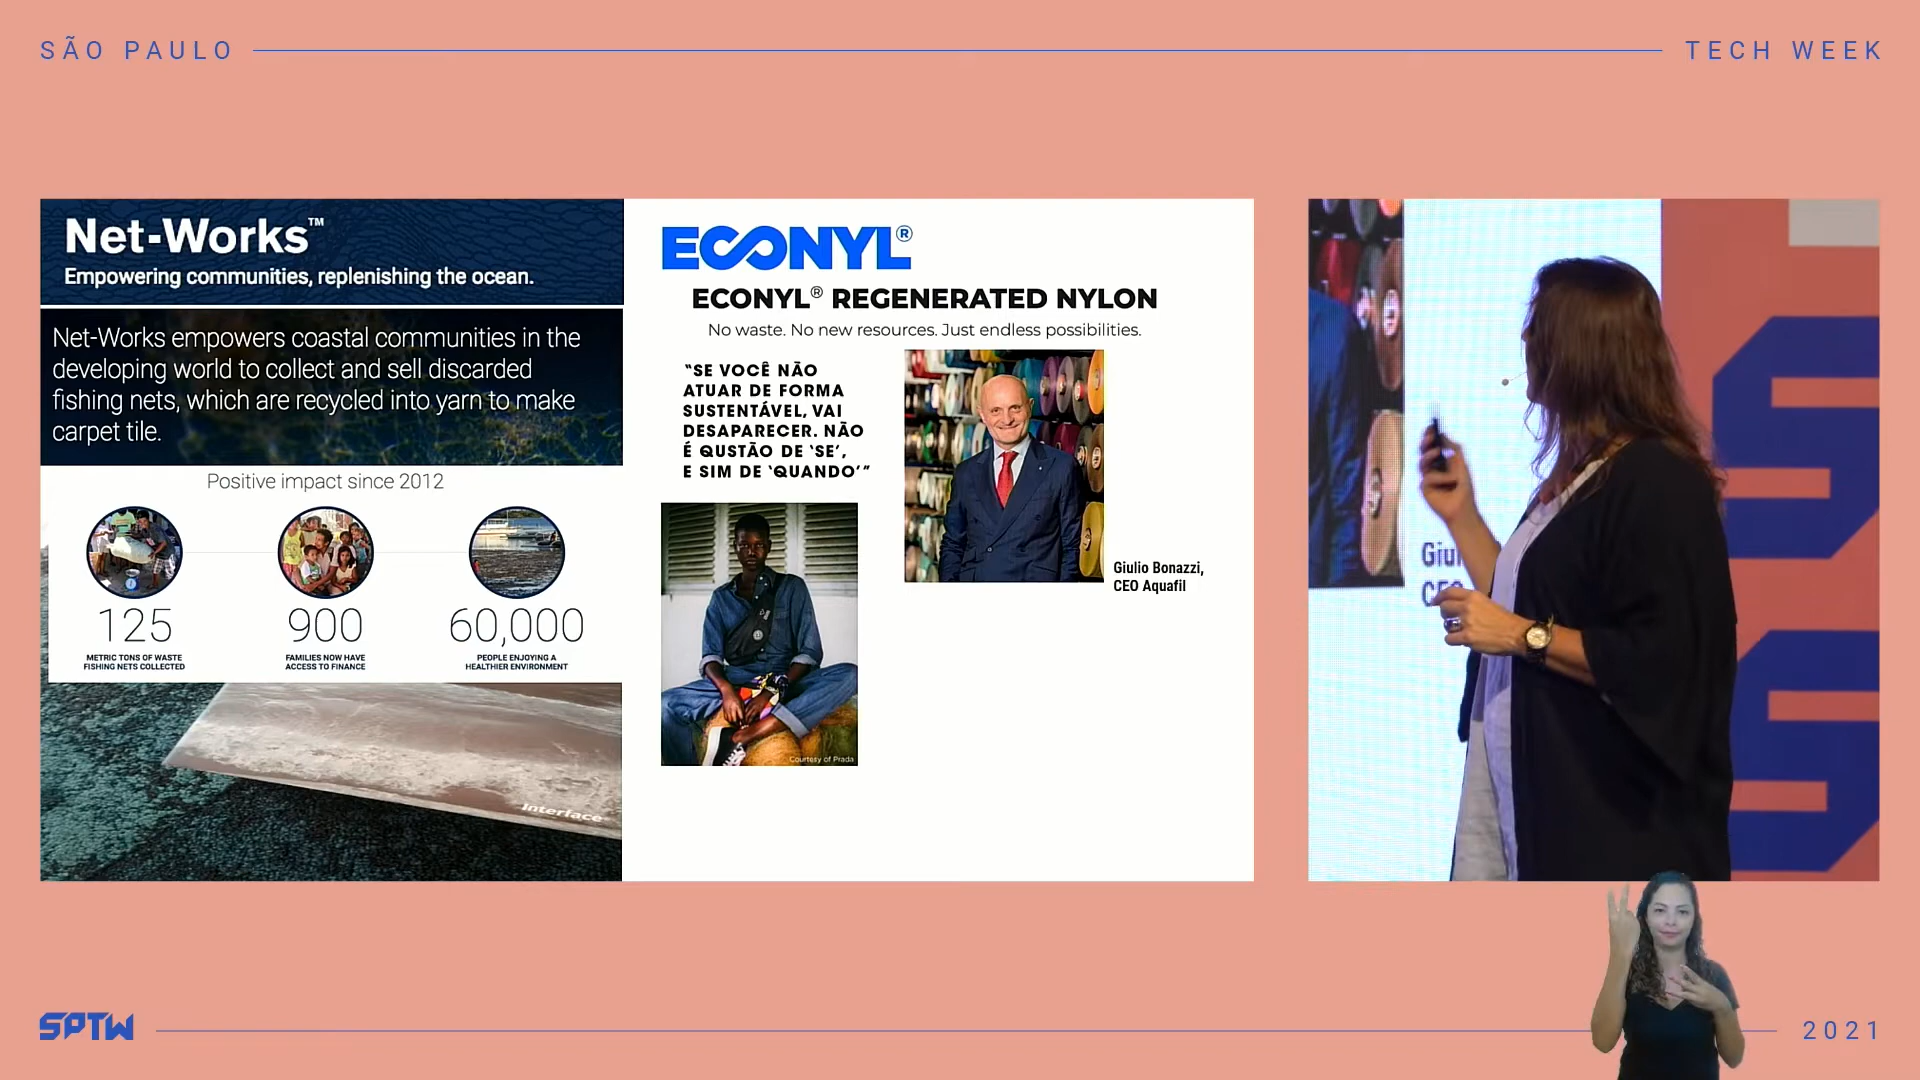 SÃO PAULO
TECH WEEK
Net-Works™
Empowering communities, replenishing the ocean.
Net-Works empowers coastal communities in the
developing world to collect and sell discarded
fishing nets, which are recycled into yarn to make
carpet tile.
Positive impact since 2012
125
METRIC TONS OF WASTE
FISHING NETS COLLECTED
900
FAMILIES NOW HAVE
ACCESS TO FINANCE
60,000
PEOPLE ENJOYING A
HEALTHIER ENVIRONMENT
Interface
ECONYL®
ECONYL® REGENERATED NYLON
No waste. No new resources. Just endless possibilities.
“SE VOCÊ NÃO
ATUAR DE FORMA
SUSTENTÁVEL, VAI
DESAPARECER. NÃO
É QUSTÃO DE ‘SE’,
E SIM DE ‘QUANDO’”
Giulio Bonazzi,
CEO Aquafil
Courtesy of Prada
Giu
SPTW
2021